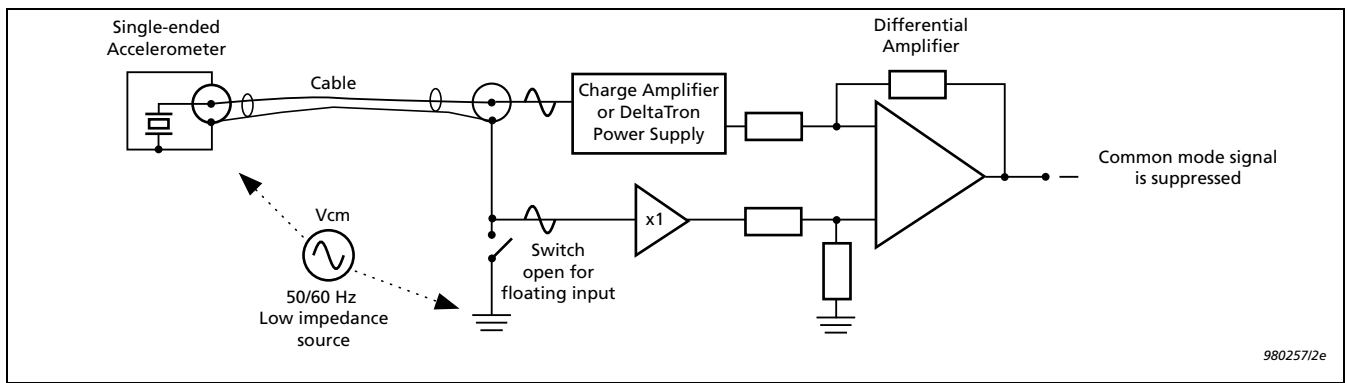 Single-ended
Accelerometer
Cable
Charge Amplifier
or DeltaTron
Power Supply
Differential
Amplifier
Common mode signal
is suppressed
x1
Vcm
50/60 Hz
Low impedance
source
Switch
open for
floating input
980257/2e